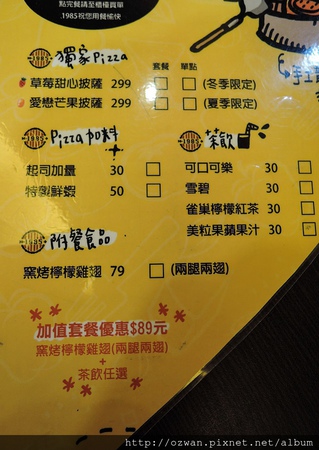 點完餐請至櫃檯買單
.1985祝您用餐愉快
獨家Pizza
套餐 單點
草莓甜心披薩 299 (冬季限定)
愛戀芒果披薩 299 (夏季限定)
Pizza加料
起司加量 30
特製鮮蝦 50
茶飲
可口可樂 30
雪碧 30
雀巢檸檬紅茶 30
美粒果蘋果汁 30
附餐食品
窯烤檸檬雞翅 79 (兩腿兩翅)
加值套餐優惠$89元
窯烤檸檬雞翅(兩腿兩翅)
+
茶飲任選
http://ozwan.pixnet.net/album